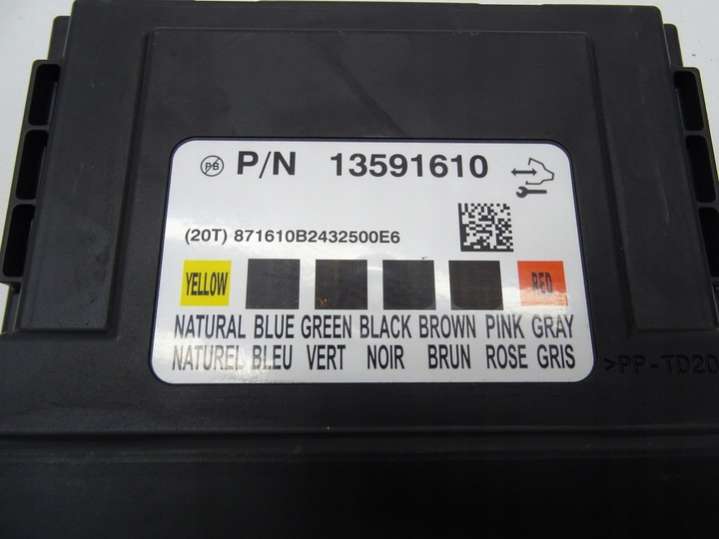 PB P/N 13591610
(20T) 871610B2432500E6
YELLOW RED
NATURAL BLUE GREEN BLACK BROWN PINK GRAY
NATUREL BLEU VERT NOIR BRUN ROSE GRIS
>PP-TD20